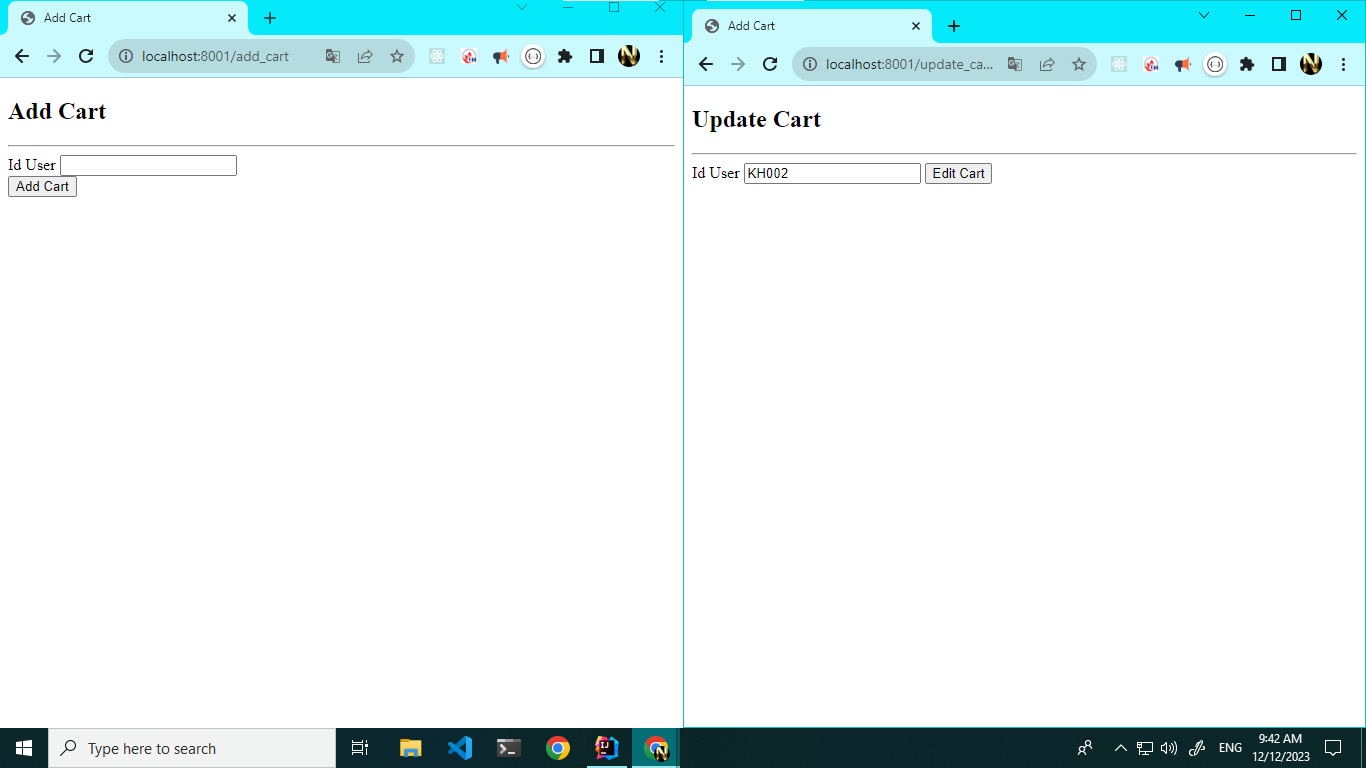 Add Cart
localhost:8001/add_cart
Add Cart
Id User
Add Cart
Add Cart
localhost:8001/update_ca...
Update Cart
Id User KH002 Edit Cart
Type here to search
ENG
9:42 AM
12/12/2023